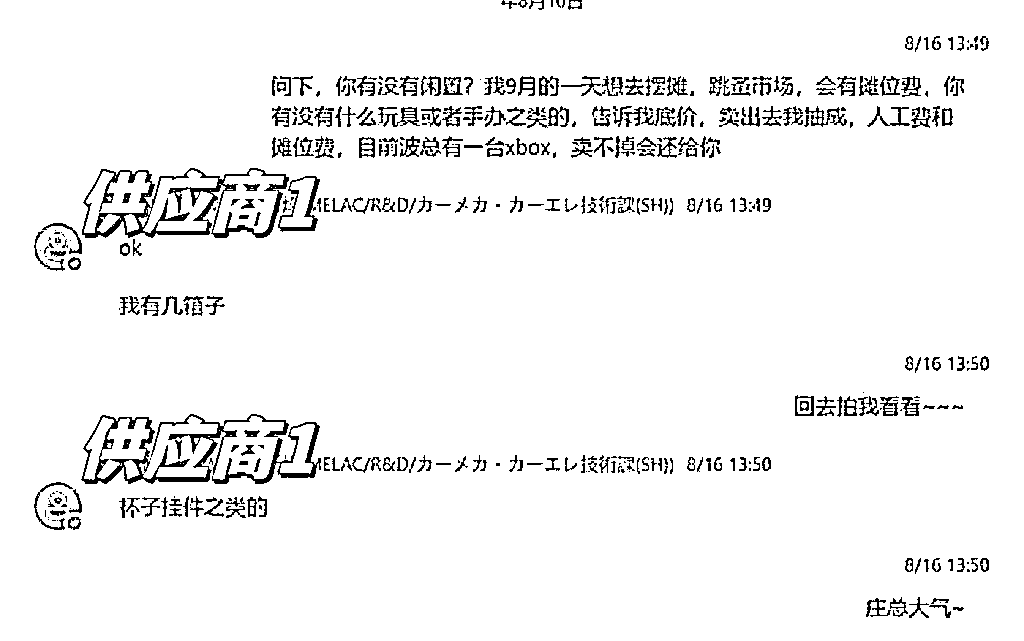 年8月16日
8/16 13:49
问下，你有没有闲置？我9月的一天想去摆摊，跳蚤市场，会有摊位费，你
有没有什么玩具或者手办之类的，告诉我底价，卖出去我抽成，人工费和
摊位费，目前波总有一台xbox，卖不掉会还给你
供应商1
MELAC/R&D/カーメカ・カーエレ技術課(SH)) 8/16 13:49
ok
我有几箱子
8/16 13:50
回去拍我看看~~~
供应商1
MELAC/R&D/カーメカ・カーエレ技術課(SH)) 8/16 13:50
杯子挂件之类的
8/16 13:50
庄总大气~